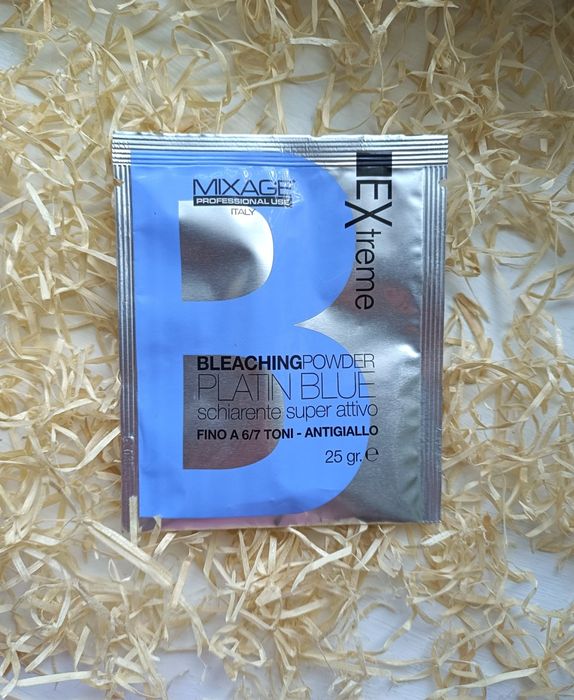 MIXAGE
PROFESSIONAL USE
ITALY
EXtreme
B
BLEACHINGPOWDER
PLATIN BLUE
schiarente super attivo
FINO A 6/7 TONI - ANTIGIALLO
25 gr. ℮